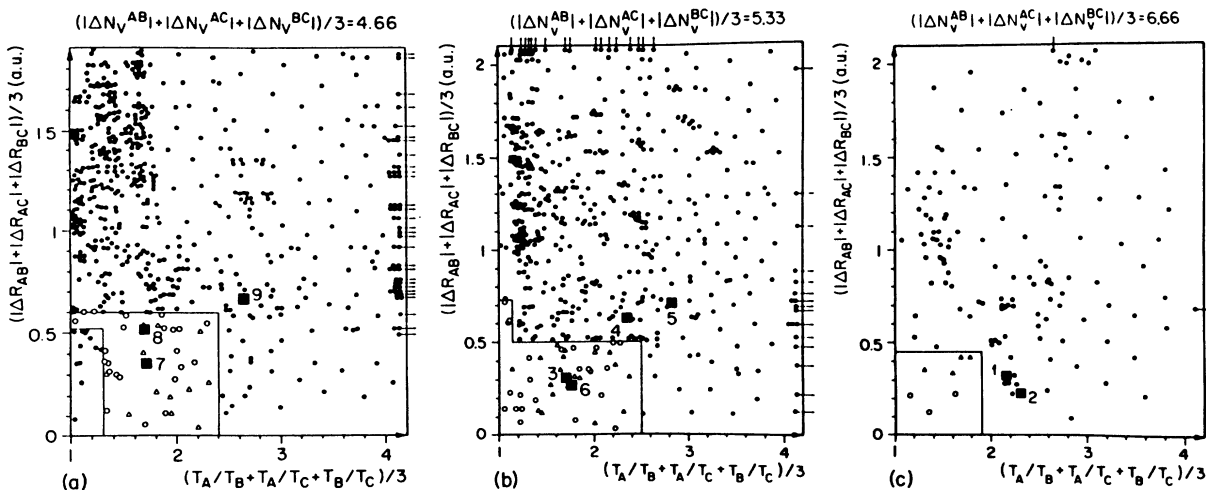 (|ΔN_V^AB|+|ΔN_V^AC|+|ΔN_V^BC|)/3=4.66
(|ΔR_AB|+|ΔR_AC|+|ΔR_BC|)/3 (a.u.)
1.5
1
0.5
0
9
8
7
1 2 3 4
(a)
(T_A/T_B+T_A/T_C+T_B/T_C)/3
(|ΔN_V^AB|+|ΔN_V^AC|+|ΔN_V^BC|)/3=5.33
(|ΔR_AB|+|ΔR_AC|+|ΔR_BC|)/3 (a.u.)
2
1.5
1
0.5
0
4
5
3
6
1 2 3 4
(b)
(T_A/T_B+T_A/T_C+T_B/T_C)/3
(|ΔN_V^AB|+|ΔN_V^AC|+|ΔN_V^BC|)/3=6.66
(|ΔR_AB|+|ΔR_AC|+|ΔR_BC|)/3 (a.u.)
2
1.5
1
0.5
0
1
2
1 2 3 4
(c)
(T_A/T_B+T_A/T_C+T_B/T_C)/3